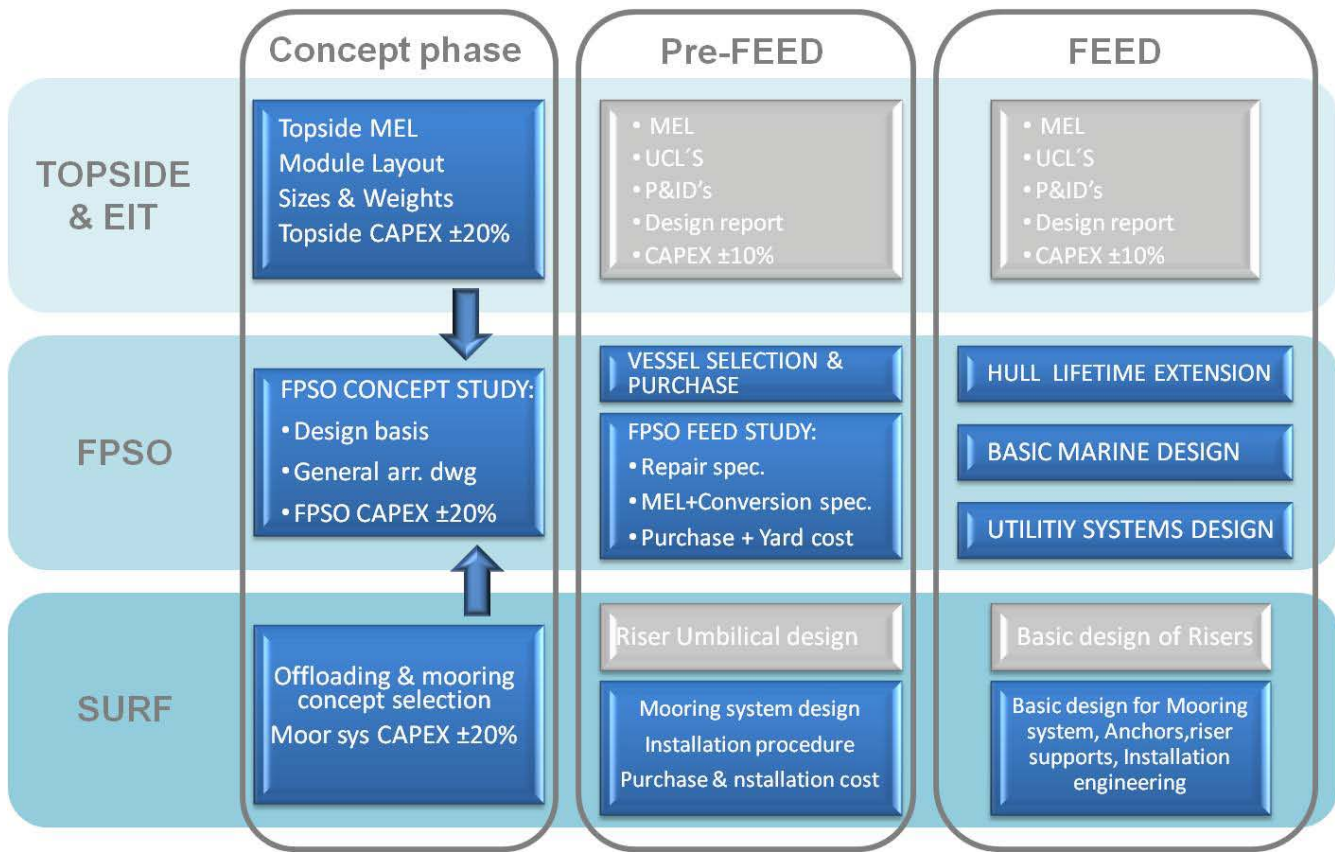 Concept phase
Pre-FEED
FEED
TOPSIDE
& EIT
Topside MEL
Module Layout
Sizes & Weights
Topside CAPEX ±20%
• MEL
• UCL´S
• P&ID's
• Design report
• CAPEX ±10%
• MEL
• UCL´S
• P&ID's
• Design report
• CAPEX ±10%
FPSO
FPSO CONCEPT STUDY:
• Design basis
• General arr. dwg
• FPSO CAPEX ±20%
VESSEL SELECTION &
PURCHASE
FPSO FEED STUDY:
• Repair spec.
• MEL+Conversion spec.
• Purchase + Yard cost
HULL LIFETIME EXTENSION
BASIC MARINE DESIGN
UTILITIY SYSTEMS DESIGN
SURF
Offloading & mooring
concept selection
Moor sys CAPEX ±20%
Riser Umbilical design
Mooring system design
Installation procedure
Purchase & nstallation cost
Basic design of Risers
Basic design for Mooring
system, Anchors,riser
supports, Installation
engineering